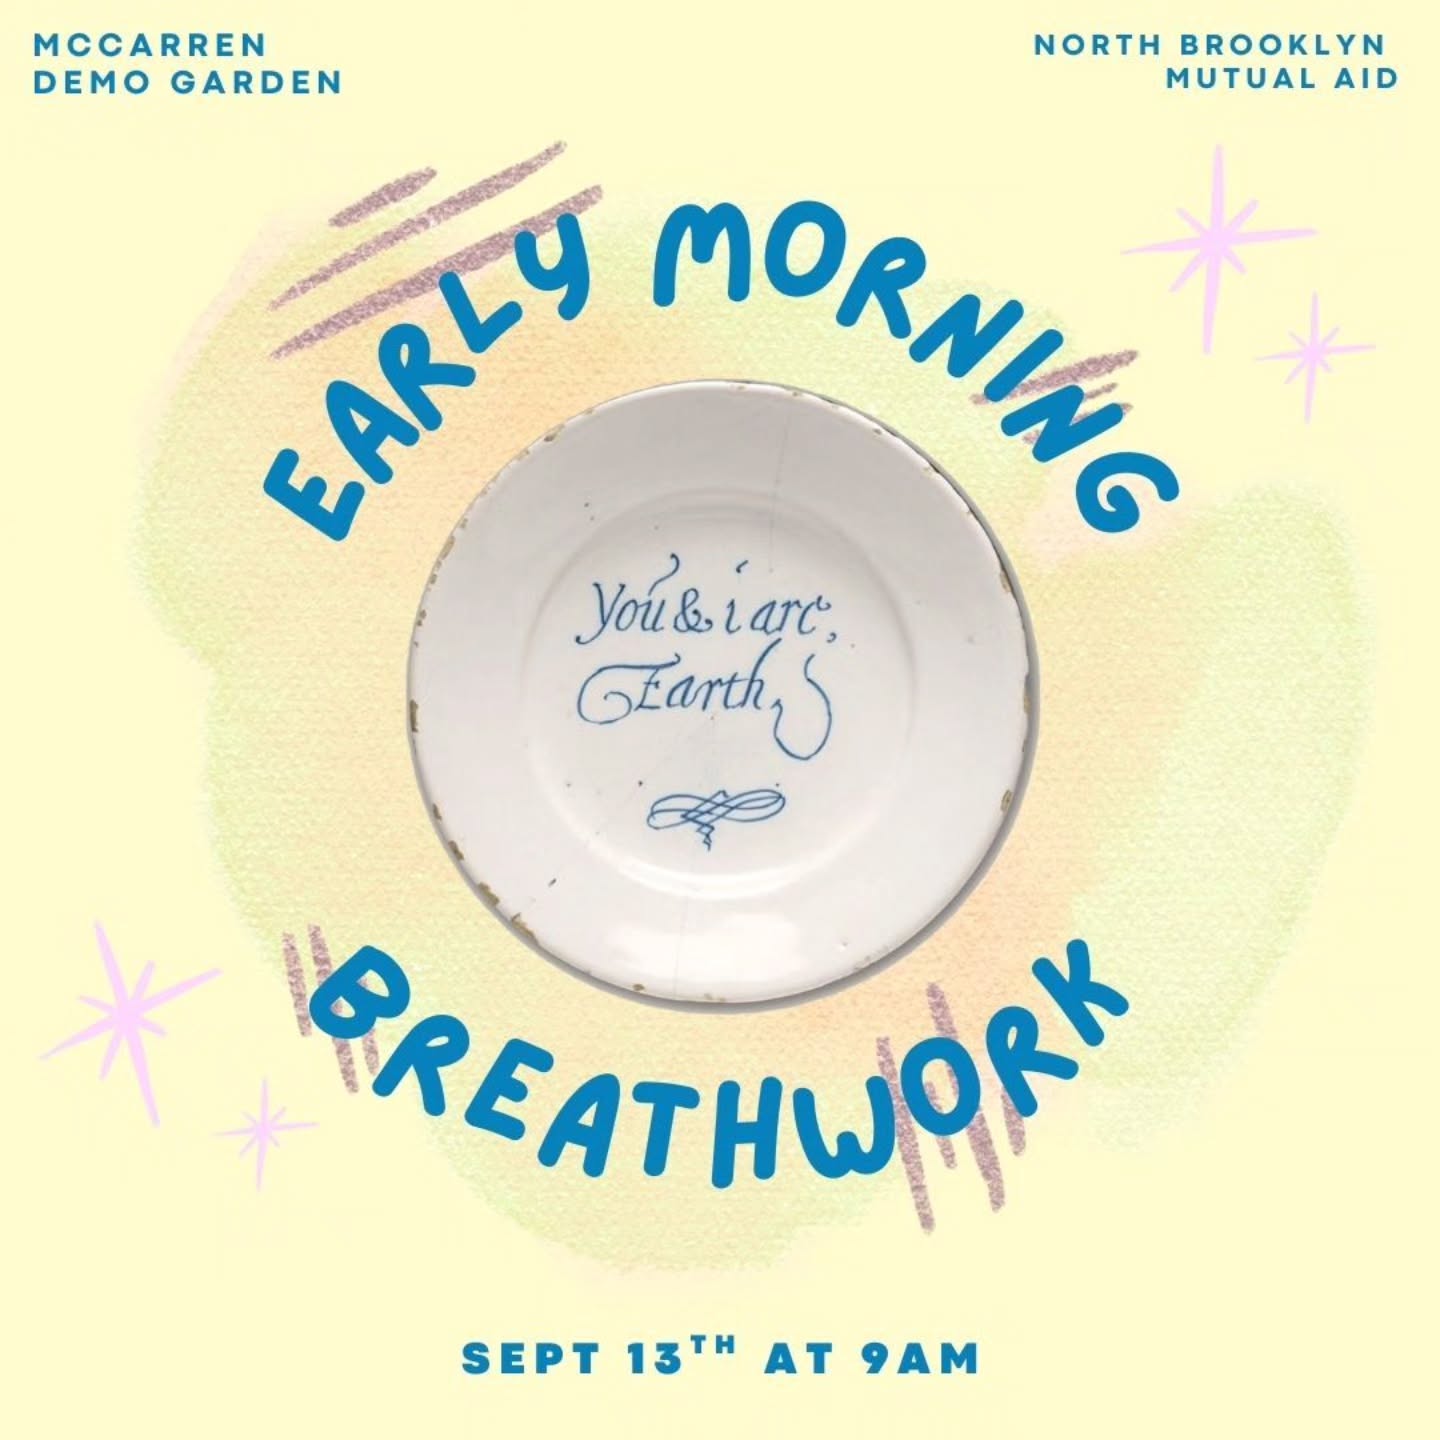 MCCARREN
DEMO GARDEN
NORTH BROOKLYN
MUTUAL AID
EARLY MORNING
You & i are,
Earth,
BREATHWORK
SEPT 13TH AT 9AM